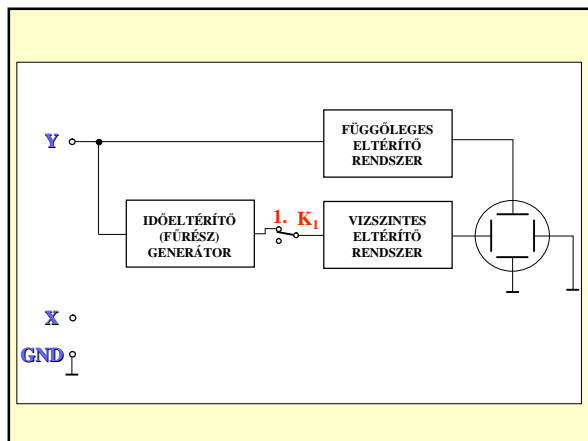 Y
FÜGGŐLEGES
ELTÉRÍTŐ
RENDSZER
IDŐELTÉRÍTŐ
(FŰRÉSZ)
GENERÁTOR
1. K1
VIZSZINTES
ELTÉRÍTŐ
RENDSZER
X
GND